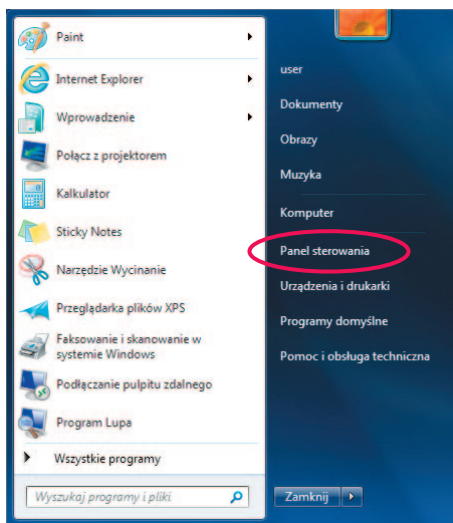 Paint
Internet Explorer
Wprowadzenie
Połącz z projektorem
Kalkulator
Sticky Notes
Narzędzie Wycinanie
Przeglądarka plików XPS
Faksowanie i skanowanie w
systemie Windows
Podłączanie pulpitu zdalnego
Program Lupa
Wszystkie programy
Wyszukaj programy i pliki
user
Dokumenty
Obrazy
Muzyka
Komputer
Panel sterowania
Urządzenia i drukarki
Programy domyślne
Pomoc i obsługa techniczna
Zamknij